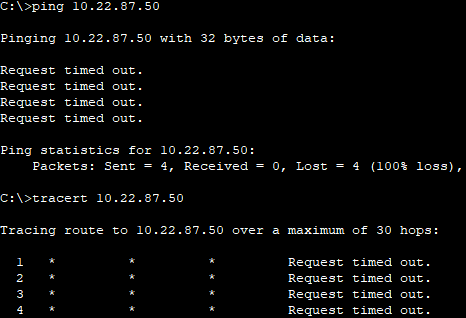 C:\>ping 10.22.87.50
Pinging 10.22.87.50 with 32 bytes of data:
Request timed out.
Request timed out.
Request timed out.
Request timed out.
Ping statistics for 10.22.87.50:
    Packets: Sent = 4, Received = 0, Lost = 4 (100% loss),
C:\>tracert 10.22.87.50
Tracing route to 10.22.87.50 over a maximum of 30 hops:
  1   *         *         *         Request timed out.
  2   *         *         *         Request timed out.
  3   *         *         *         Request timed out.
  4   *         *         *         Request timed out.